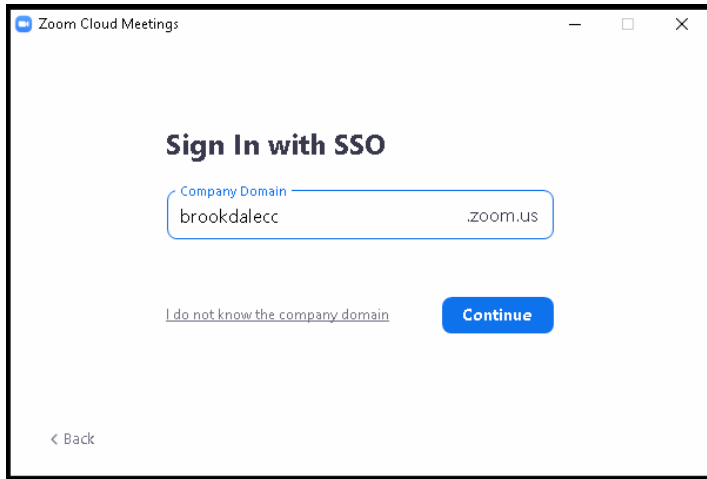 Zoom Cloud Meetings
Sign In with SSO
Company Domain
brookdalecc .zoom.us
I do not know the company domain Continue
< Back